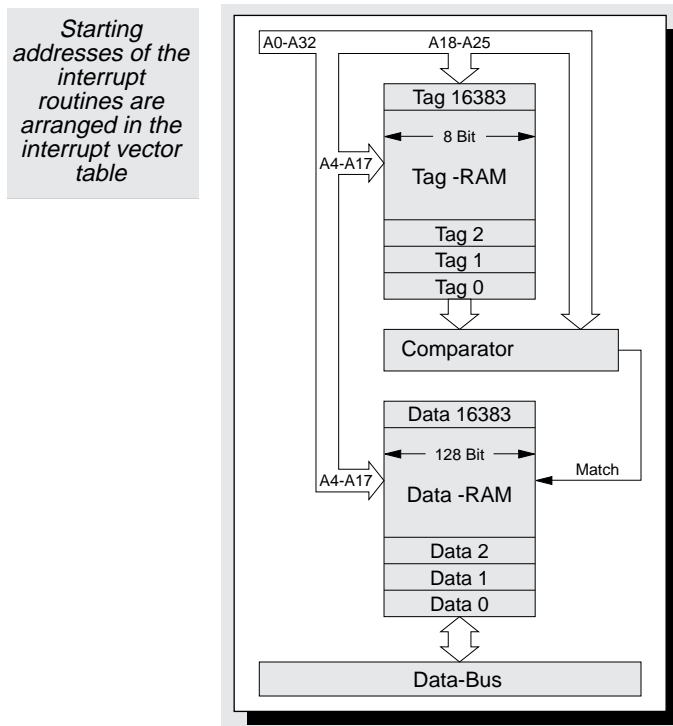 Starting
addresses of the
interrupt
routines are
arranged in the
interrupt vector
table
A0-A32
A18-A25
Tag 16383
8 Bit
A4-A17
Tag -RAM
Tag 2
Tag 1
Tag 0
Comparator
Data 16383
128 Bit
Match
A4-A17
Data -RAM
Data 2
Data 1
Data 0
Data-Bus